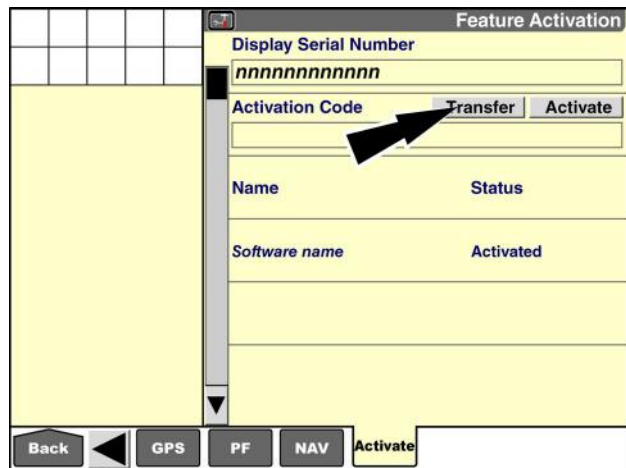 Feature Activation
Display Serial Number
nnnnnnnnnnnn
Activation Code Transfer Activate
Name Status
Software name Activated
Back GPS PF NAV Activate